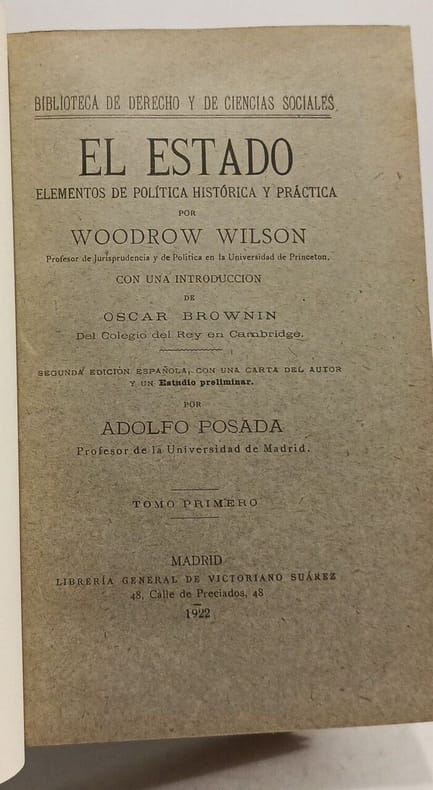 BIBLIOTECA DE DERECHO Y DE CIENCIAS SOCIALES
EL ESTADO
ELEMENTOS DE POLÍTICA HISTÓRICA Y PRÁCTICA
POR
WOODROW WILSON
Profesor de Jurisprudencia y de Política en la Universidad de Princeton.
CON UNA INTRODUCCION
DE
OSCAR BROWNIN
Del Colegio del Rey en Cambridge.
SEGUNDA EDICIÓN ESPAÑOLA, CON UNA CARTA DEL AUTOR
Y UN Estudio preliminar.
POR
ADOLFO POSADA
Profesor de la Universidad de Madrid.
TOMO PRIMERO
MADRID
LIBRERÍA GENERAL DE VICTORIANO SUÁREZ
48, Calle de Preciados, 48
1922